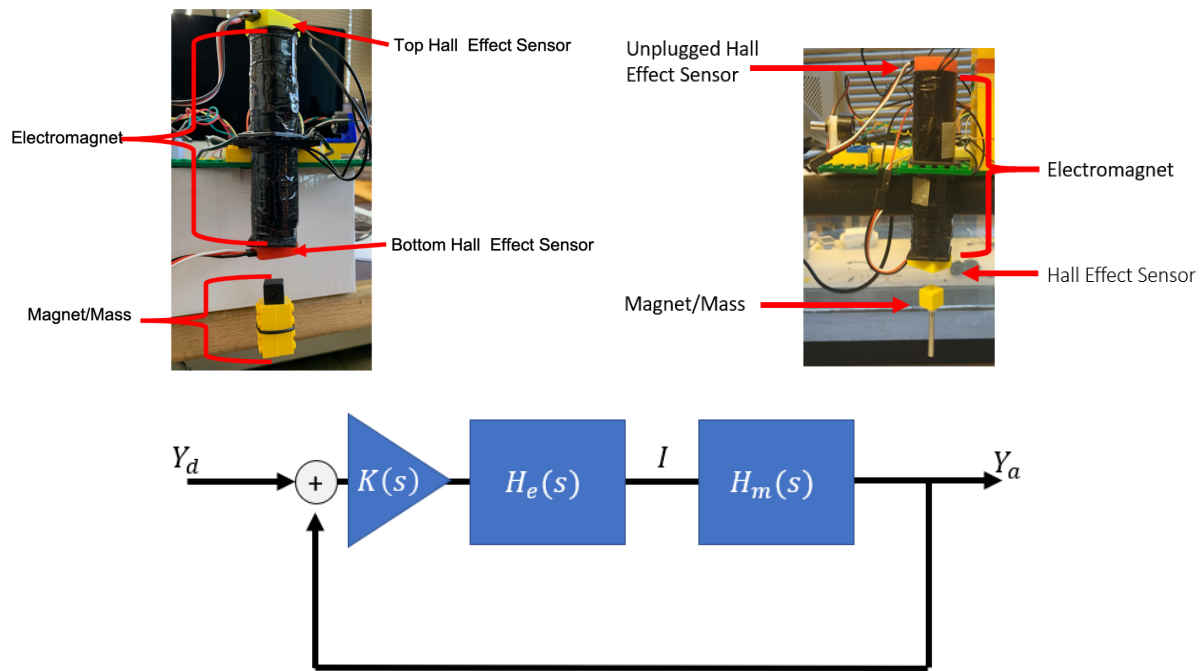 Top Hall Effect Sensor
Electromagnet
Bottom Hall Effect Sensor
Magnet/Mass
Unplugged Hall
Effect Sensor
Electromagnet
Hall Effect Sensor
Magnet/Mass
Y_d
+
K(s)
H_e(s)
I
H_m(s)
Y_a